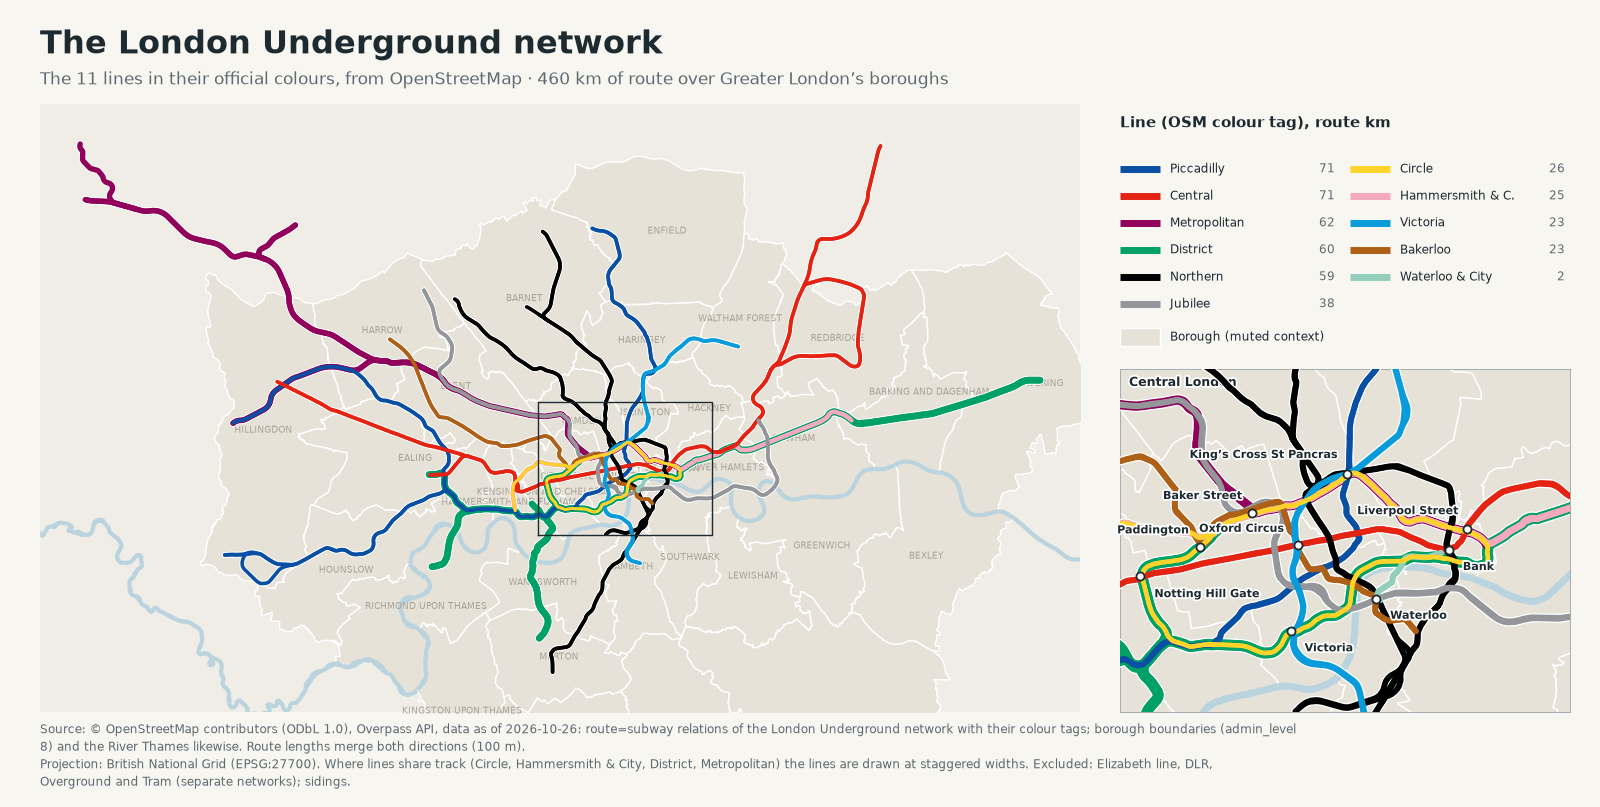 The London Underground network
The 11 lines in their official colours, from OpenStreetMap · 460 km of route over Greater London’s boroughs
ENFIELD
BARNET
HARROW
HARINGEY
WALTHAM FOREST
REDBRIDGE
BRENT
BARKING AND DAGENHAM
ISLINGTON
HACKNEY
HILLINGDON
EALING
TOWER HAMLETS
HAMMERSMITH AND FULHAM
HOUNSLOW
SOUTHWARK
GREENWICH
BEXLEY
LAMBETH
WANDSWORTH
LEWISHAM
RICHMOND UPON THAMES
MERTON
KINGSTON UPON THAMES
Line (OSM colour tag), route km
Piccadilly 71
Central 71
Metropolitan 62
District 60
Northern 59
Jubilee 38
Circle 26
Hammersmith & C. 25
Victoria 23
Bakerloo 23
Waterloo & City 2
Borough (muted context)
Central London
King’s Cross St Pancras
Baker Street
Liverpool Street
Paddington
Oxford Circus
Bank
Notting Hill Gate
Waterloo
Victoria
Source: © OpenStreetMap contributors (ODbL 1.0), Overpass API, data as of 2026-10-26: route=subway relations of the London Underground network with their colour tags; borough boundaries (admin_level
8) and the River Thames likewise. Route lengths merge both directions (100 m).
Projection: British National Grid (EPSG:27700). Where lines share track (Circle, Hammersmith & City, District, Metropolitan) the lines are drawn at staggered widths. Excluded: Elizabeth line, DLR,
Overground and Tram (separate networks); sidings.